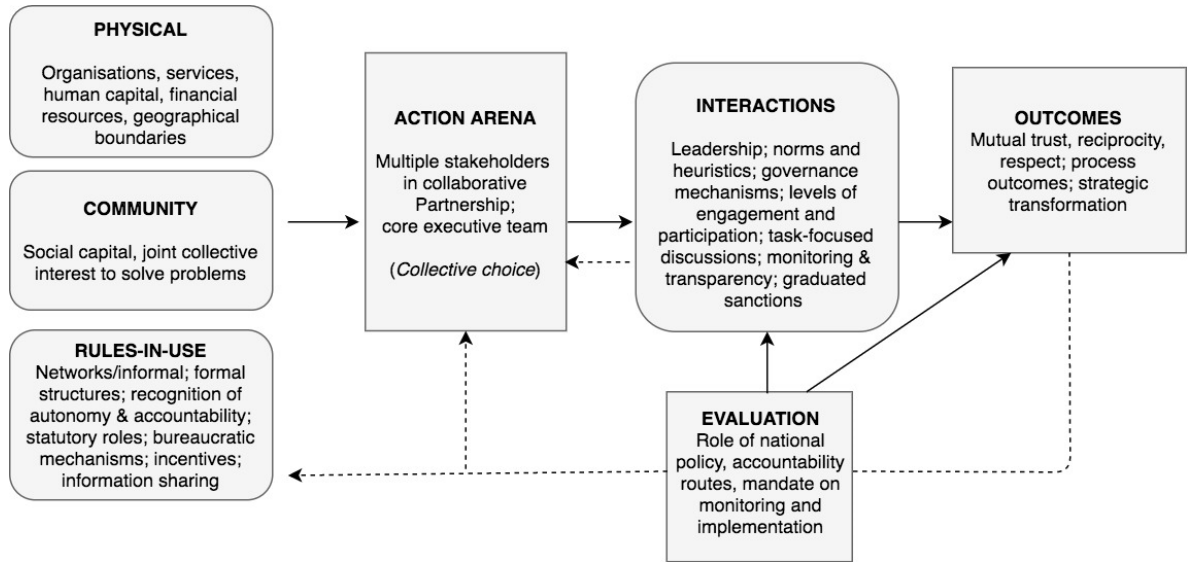 PHYSICAL
Organisations, services,
human capital, financial
resources, geographical
boundaries
COMMUNITY
Social capital, joint collective
interest to solve problems
RULES-IN-USE
Networks/informal; formal
structures; recognition of
autonomy & accountability;
statutory roles; bureaucratic
mechanisms; incentives;
information sharing
ACTION ARENA
Multiple stakeholders
in collaborative
Partnership;
core executive team
(Collective choice)
INTERACTIONS
Leadership; norms and
heuristics; governance
mechanisms; levels of
engagement and
participation; task-focused
discussions; monitoring &
transparency; graduated
sanctions
OUTCOMES
Mutual trust, reciprocity,
respect; process
outcomes; strategic
transformation
EVALUATION
Role of national
policy, accountability
routes, mandate on
monitoring and
implementation